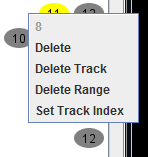 11 12
10
8
Delete
Delete Track
Delete Range
Set Track Index
12